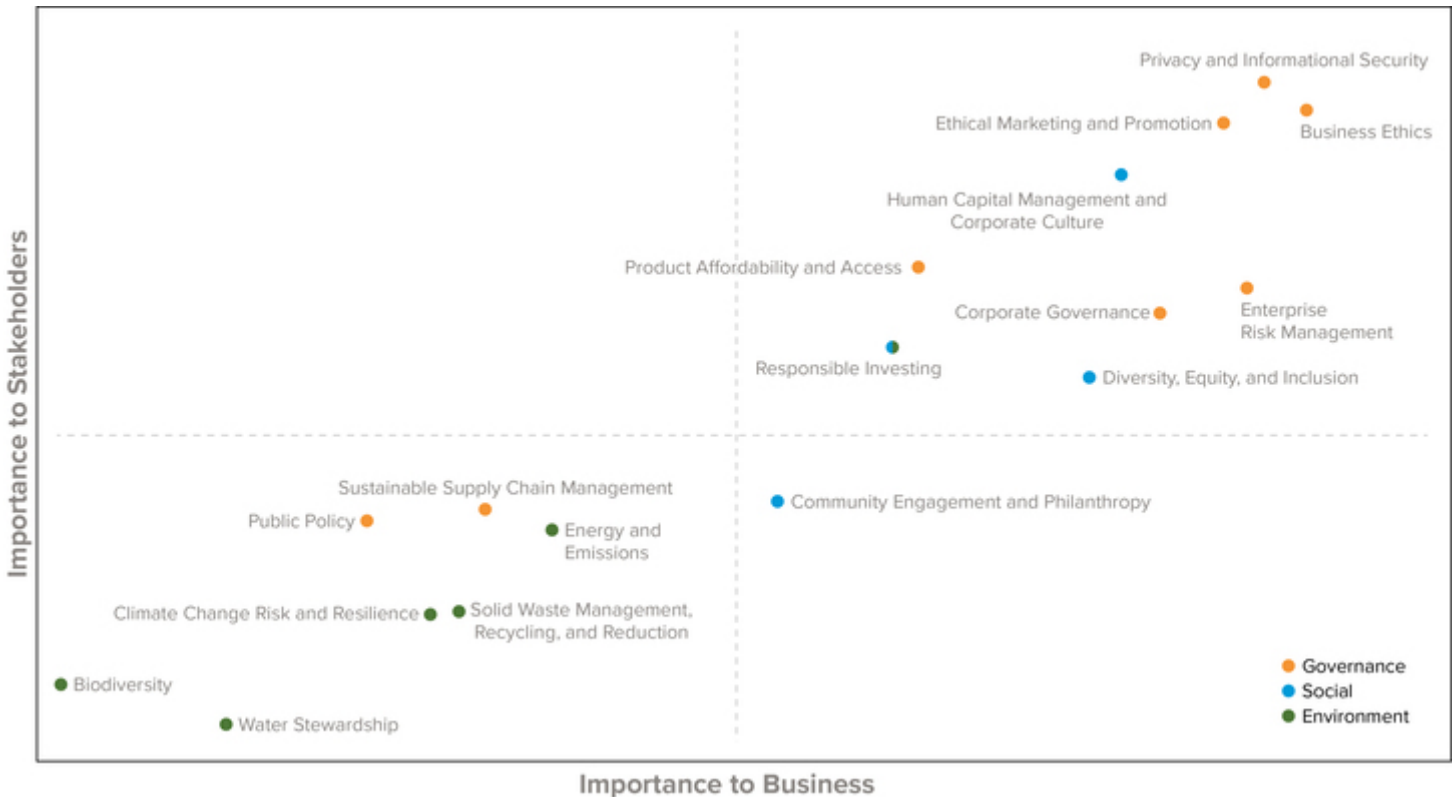 Privacy and Informational Security
Ethical Marketing and Promotion
Business Ethics
Human Capital Management and
Corporate Culture
Product Affordability and Access
Corporate Governance
Enterprise
Risk Management
Responsible Investing
Diversity, Equity, and Inclusion
Importance to Stakeholders
Sustainable Supply Chain Management
Community Engagement and Philanthropy
Public Policy
Energy and
Emissions
Climate Change Risk and Resilience
Solid Waste Management,
Recycling, and Reduction
Biodiversity
Water Stewardship
Governance
Social
Environment
Importance to Business